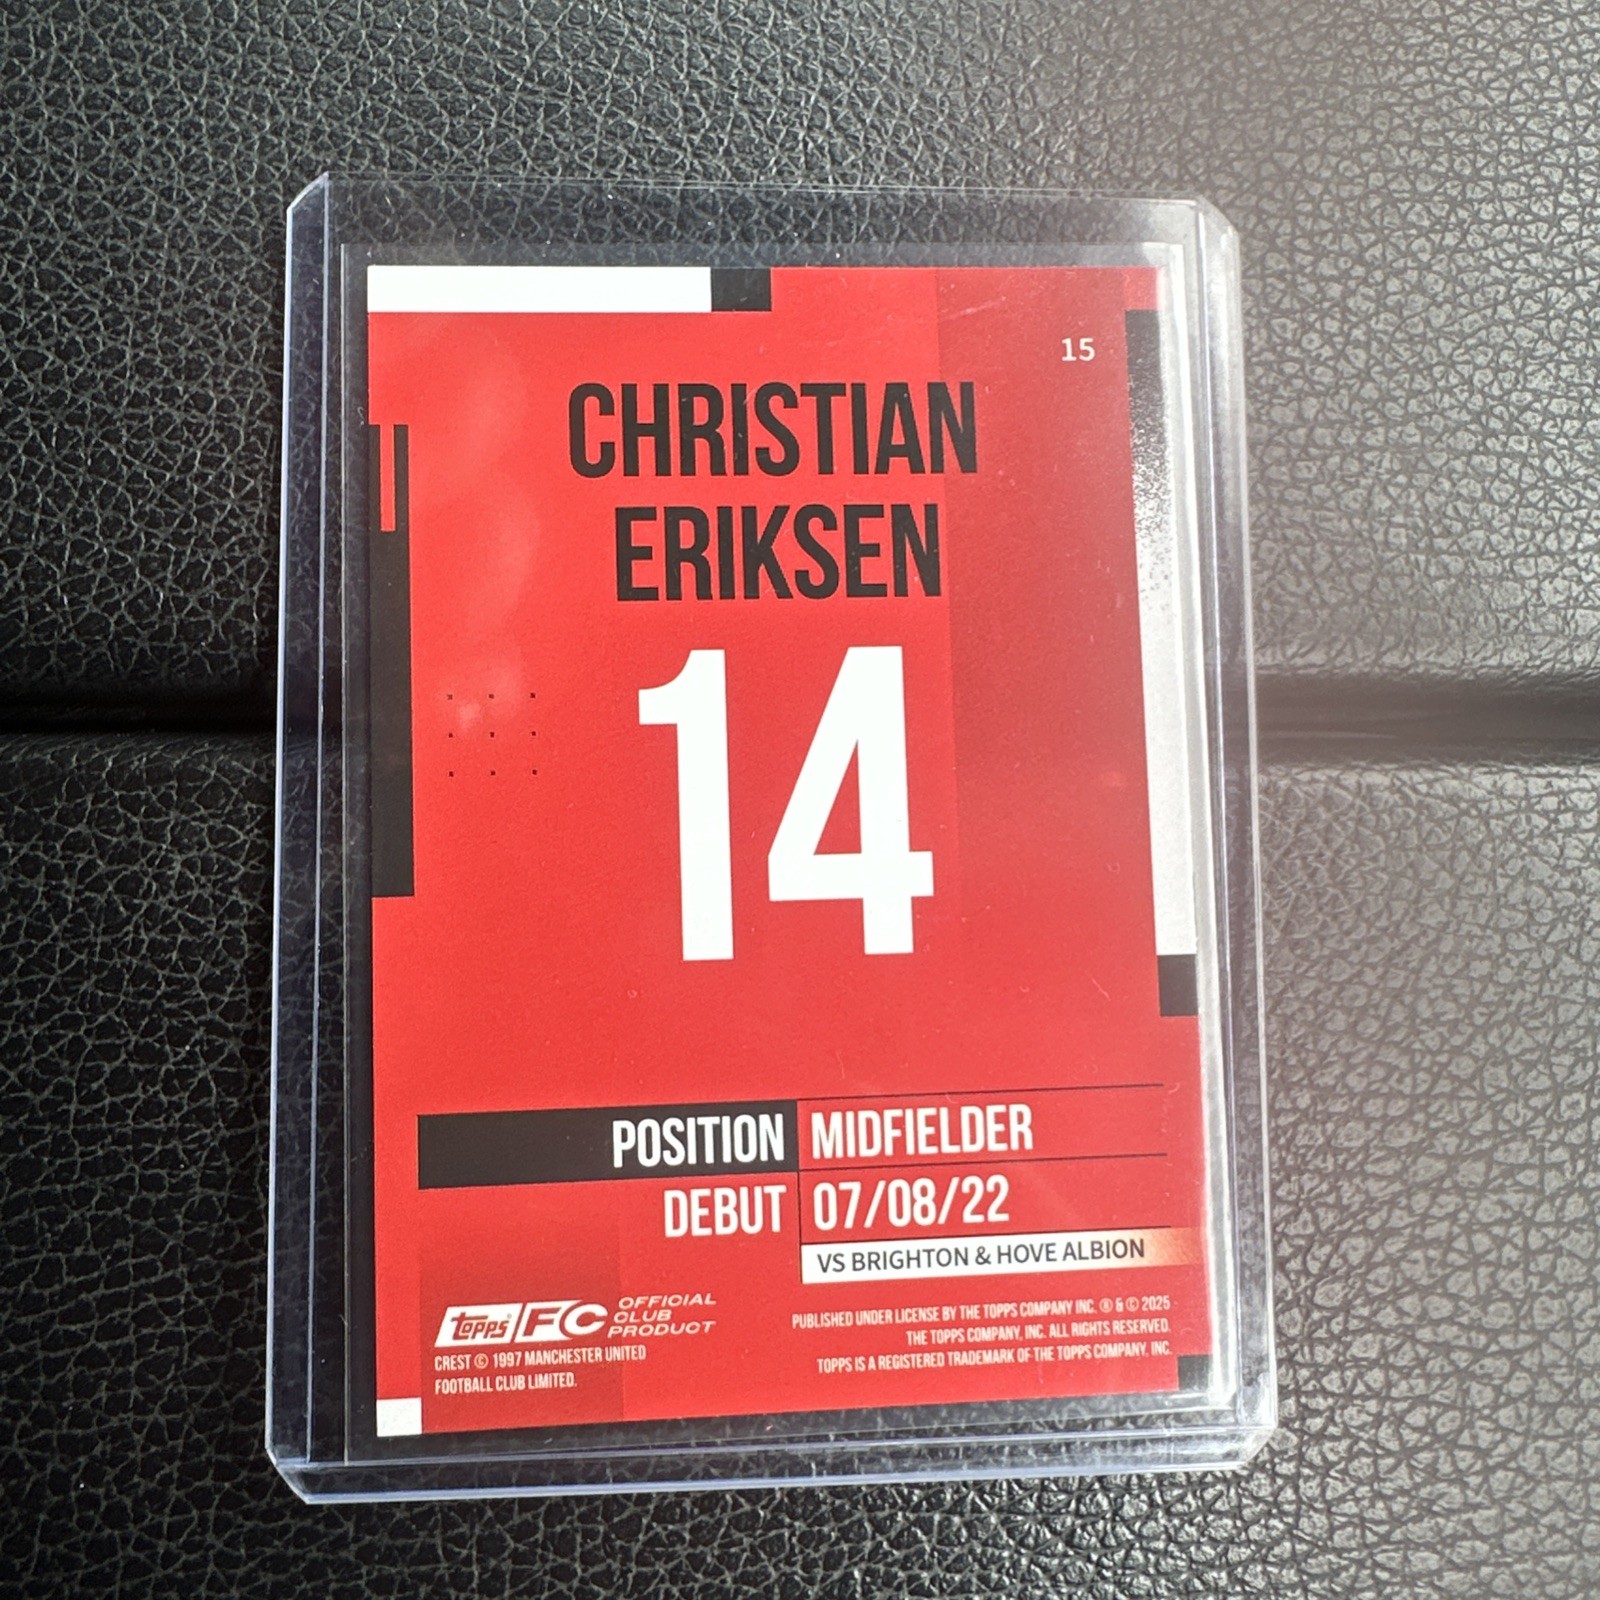 15
CHRISTIAN
ERIKSEN
14
POSITION MIDFIELDER
DEBUT 07/08/22
VS BRIGHTON & HOVE ALBION
topps FC OFFICIAL
CLUB
PRODUCT
CREST © 1997 MANCHESTER UNITED
FOOTBALL CLUB LIMITED.
PUBLISHED UNDER LICENSE BY THE TOPPS COMPANY INC. ® & © 2025
THE TOPPS COMPANY, INC. ALL RIGHTS RESERVED.
TOPPS IS A REGISTERED TRADEMARK OF THE TOPPS COMPANY, INC.